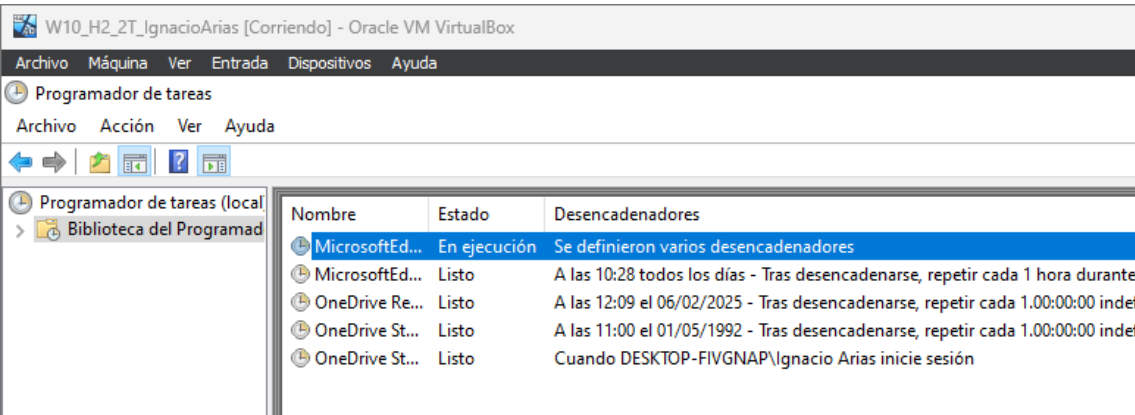 W10_H2_2T_IgnacioArias [Corriendo] - Oracle VM VirtualBox
Archivo Máquina Ver Entrada Dispositivos Ayuda
Programador de tareas
Archivo Acción Ver Ayuda
Programador de tareas (local
Biblioteca del Programad
Nombre Estado Desencadenadores
MicrosoftEd... En ejecución Se definieron varios desencadenadores
MicrosoftEd... Listo A las 10:28 todos los días - Tras desencadenarse, repetir cada 1 hora durante
OneDrive Re... Listo A las 12:09 el 06/02/2025 - Tras desencadenarse, repetir cada 1.00:00:00 indef
OneDrive St... Listo A las 11:00 el 01/05/1992 - Tras desencadenarse, repetir cada 1.00:00:00 indef
OneDrive St... Listo Cuando DESKTOP-FIVGNAP\Ignacio Arias inicie sesión